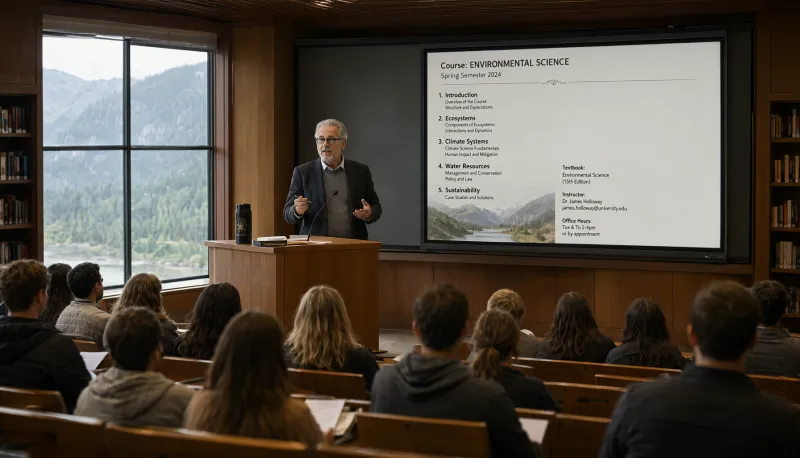 Course: ENVIRONMENTAL SCIENCE
Spring Semester 2024
1. Introduction
Overview of the Course
Structure and Expectations
2. Ecosystems
Components of Ecosystems
Interactions and Dynamics
3. Climate Systems
Climate Science Fundamentals
Human Impact and Mitigation
4. Water Resources
Management and Conservation
Policy and Law
5. Sustainability
Case Studies and Solutions
Textbook:
Environmental Science
(15th Edition)
Instructor:
Dr. James Holloway
james.holloway@university.edu
Office Hours:
Tue & Tu 2-4pm
or by appointment